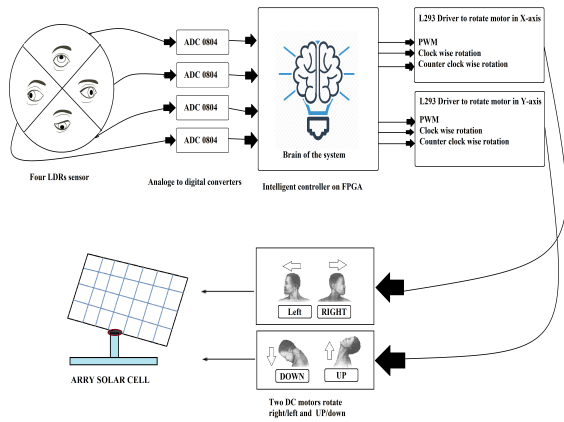 L293 Driver to rotate motor in X-axis
PWM
Clock wise rotation
Counter clock wise rotation
ADC 0804
ADC 0804
ADC 0804
ADC 0804
L293 Driver to rotate motor in Y-axis
PWM
Clock wise rotation
Counter clock wise rotation
Brain of the system
Four LDRs sensor
Analoge to digital converters
Intelligent controller on FPGA
Left
RIGHT
DOWN
UP
ARRY SOLAR CELL
Two DC motors rotate
right/left and UP/down